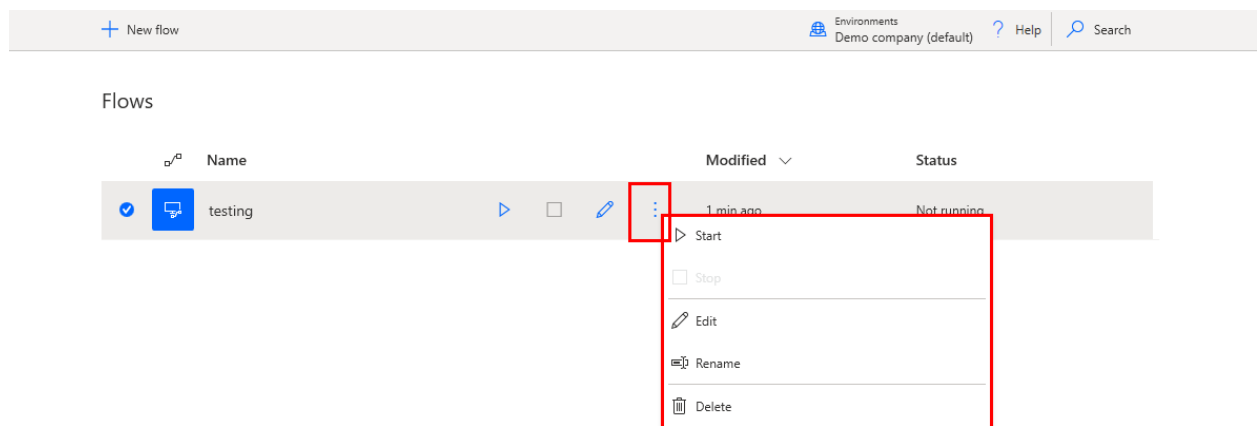 New flow
Environments
Demo company (default)
Help
Search
Flows
Name Modified Status
testing 1 min ago Not running
Start
Stop
Edit
Rename
Delete